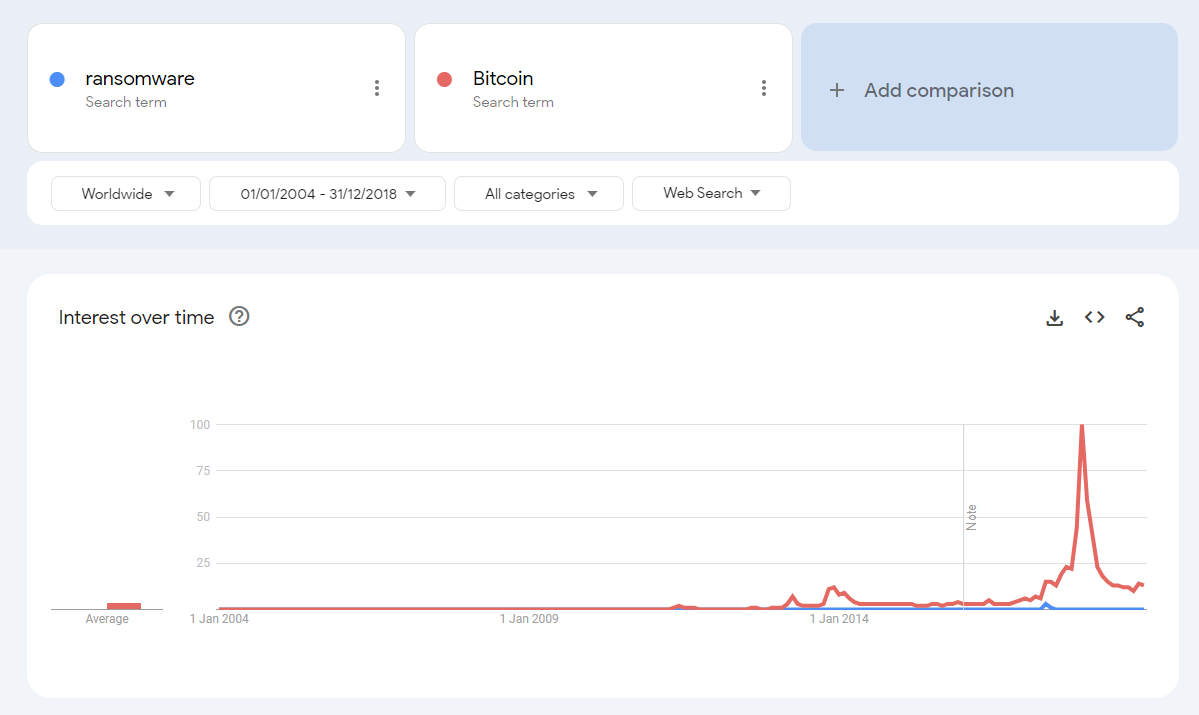 ransomware
Search term
Bitcoin
Search term
+ Add comparison
Worldwide
01/01/2004 - 31/12/2018
All categories
Web Search
Interest over time ?
100
75
50
25
Note
Average
1 Jan 2004
1 Jan 2009
1 Jan 2014